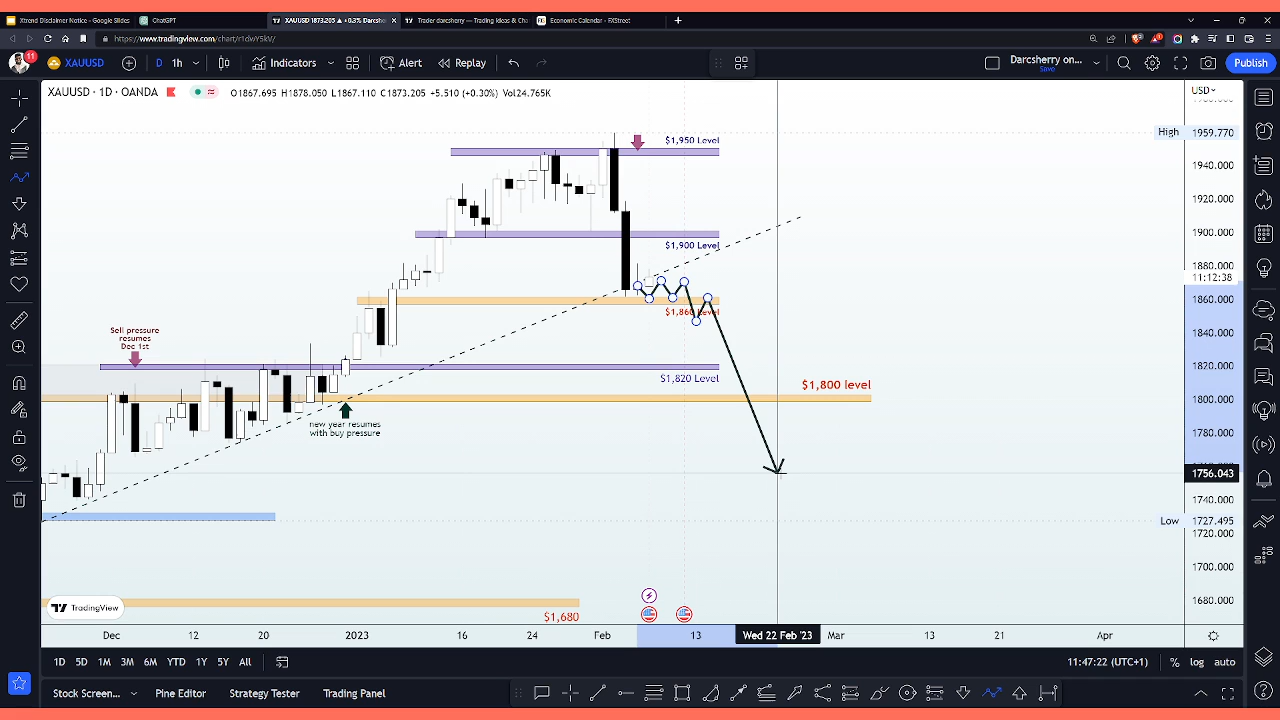 Xtrend Disclaimer Notice - Google Slides
ChatGPT
XAUUSD 1873.205 ▲ +0.3% Darcsherr
Trader darcsherry — Trading Ideas & Cha
Economic Calendar - FXStreet
https://www.tradingview.com/chart/r1dwY5kV/
11
XAUUSD
D
1h
Indicators
Alert
Replay
Darcsherry on...
Save
Publish
XAUUSD · 1D · OANDA
O1867.695 H1878.050 L1867.110 C1873.205 +5.510 (+0.30%) Vol24.765K
USD
High 1959.770
1940.000
1920.000
1900.000
1880.000
11:12:38
1860.000
1840.000
1820.000
1800.000
1780.000
1756.043
1740.000
Low 1727.495
1720.000
1700.000
1680.000
$1,950 Level
$1,900 Level
$1,860 Level
Sell pressure
resumes
Dec 1st
$1,820 Level
$1,800 level
new year resumes
with buy pressure
$1,680
TradingView
Dec
12
20
2023
16
24
Feb
13
Wed 22 Feb '23
Mar
13
21
Apr
1D 5D 1M 3M 6M YTD 1Y 5Y All
11:47:22 (UTC+1)
%
log
auto
Stock Screen...
Pine Editor
Strategy Tester
Trading Panel